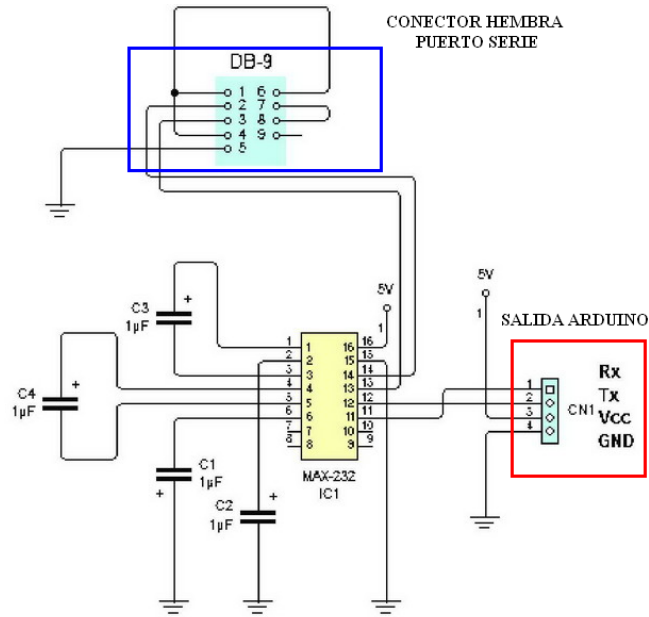 CONECTOR HEMBRA
PUERTO SERIE
DB-9
1 6
2 7
3 8
4 9
5
C3
1µF
+
5V
1
5V
1
SALIDA ARDUINO
C4
1µF
+
1 1 16 16
2 2 15 15
3 3 14 14
4 4 13 13
5 5 12 12
6 6 11 11
7 7 10 10
8 8 9 9
MAX-232
IC1
1 Rx
2 Tx
3 Vcc
4 GND
CN1
C1
1µF
+
C2
1µF
+